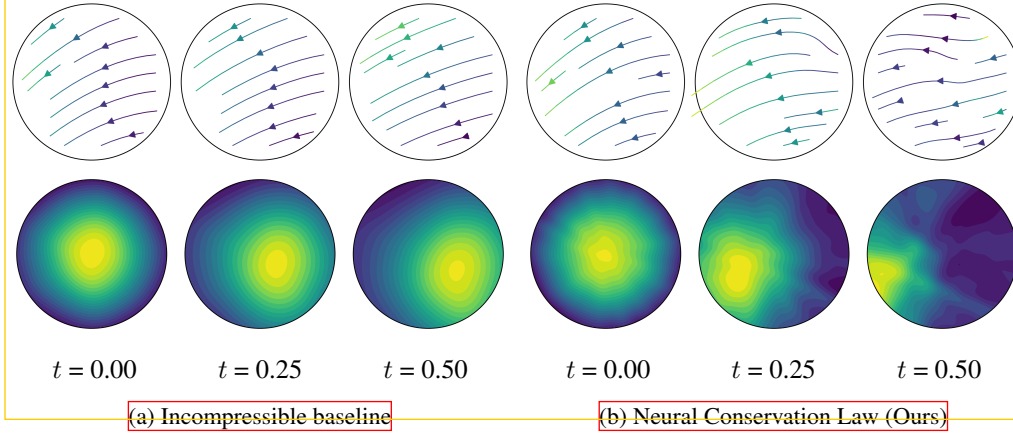 t = 0.00 t = 0.25 t = 0.50 t = 0.00 t = 0.25 t = 0.50
(a) Incompressible baseline (b) Neural Conservation Law (Ours)